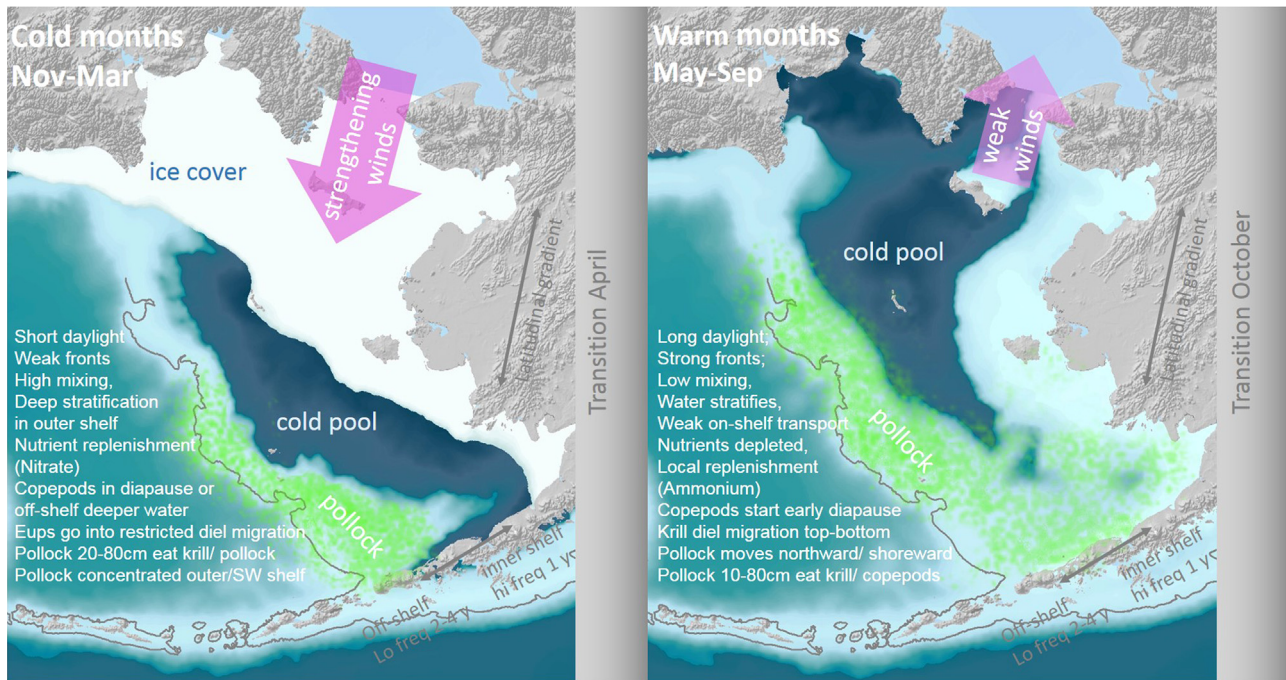 Cold months
Nov-Mar
strengthening
winds
ice cover
cold pool
pollock
Short daylight
Weak fronts
High mixing,
Deep stratification
in outer shelf
Nutrient replenishment
(Nitrate)
Copepods in diapause or
off-shelf deeper water
Eups go into restricted diel migration
Pollock 20-80cm eat krill/ pollock
Pollock concentrated outer/SW shelf
Latitudinal gradient
inner shelf
hi freq 1 yr
Off-shelf
Lo freq 2-4 y
Transition April
Warm months
May-Sep
weak
winds
cold pool
pollock
Long daylight;
Strong fronts;
Low mixing,
Water stratifies,
Weak on-shelf transport
Nutrients depleted,
Local replenishment
(Ammonium)
Copepods start early diapause
Krill diel migration top-bottom
Pollock moves northward/ shoreward
Pollock 10-80cm eat krill/ copepods
Latitudinal gradient
inner shelf
hi freq 1 yr
Off-shelf
Lo freq 2-4 y
Transition October